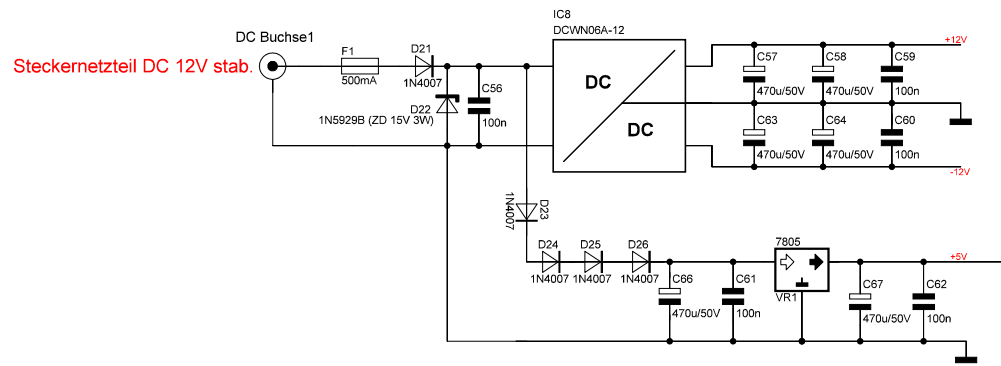 IC8
DCWN06A-12
DC Buchse1
+12V
F1
D21
C57
C58
C59
Steckernetzteil DC 12V stab.
500mA
1N4007
DC
470u/50V
470u/50V
100n
C56
D22
1N5929B (ZD 15V 3W)
100n
DC
C63
C64
C60
470u/50V
470u/50V
100n
-12V
1N4007
D23
D24
D25
D26
7805
+5V
1N4007
1N4007
1N4007
C66
C61
C67
C62
VR1
470u/50V
100n
470u/50V
100n